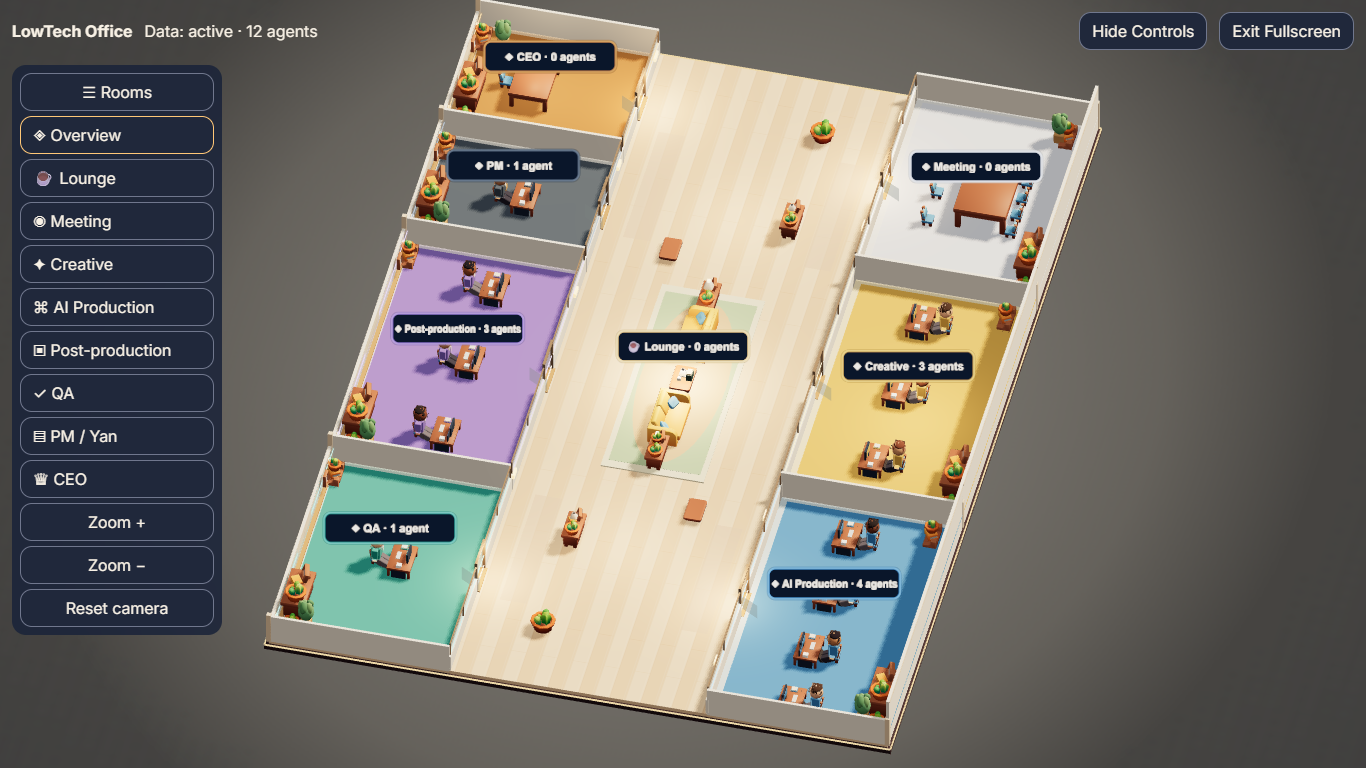 LowTech Office Data: active · 12 agents
Hide Controls
Exit Fullscreen
☰ Rooms
◈ Overview
Lounge
◉ Meeting
✦ Creative
⌘ AI Production
▣ Post-production
✓ QA
▤ PM / Yan
♛ CEO
Zoom +
Zoom −
Reset camera
◆ CEO · 0 agents
◆ PM · 1 agent
◆ Meeting · 0 agents
◆ Post-production · 3 agents
Lounge · 0 agents
◆ Creative · 3 agents
◆ QA · 1 agent
◆ AI Production · 4 agents